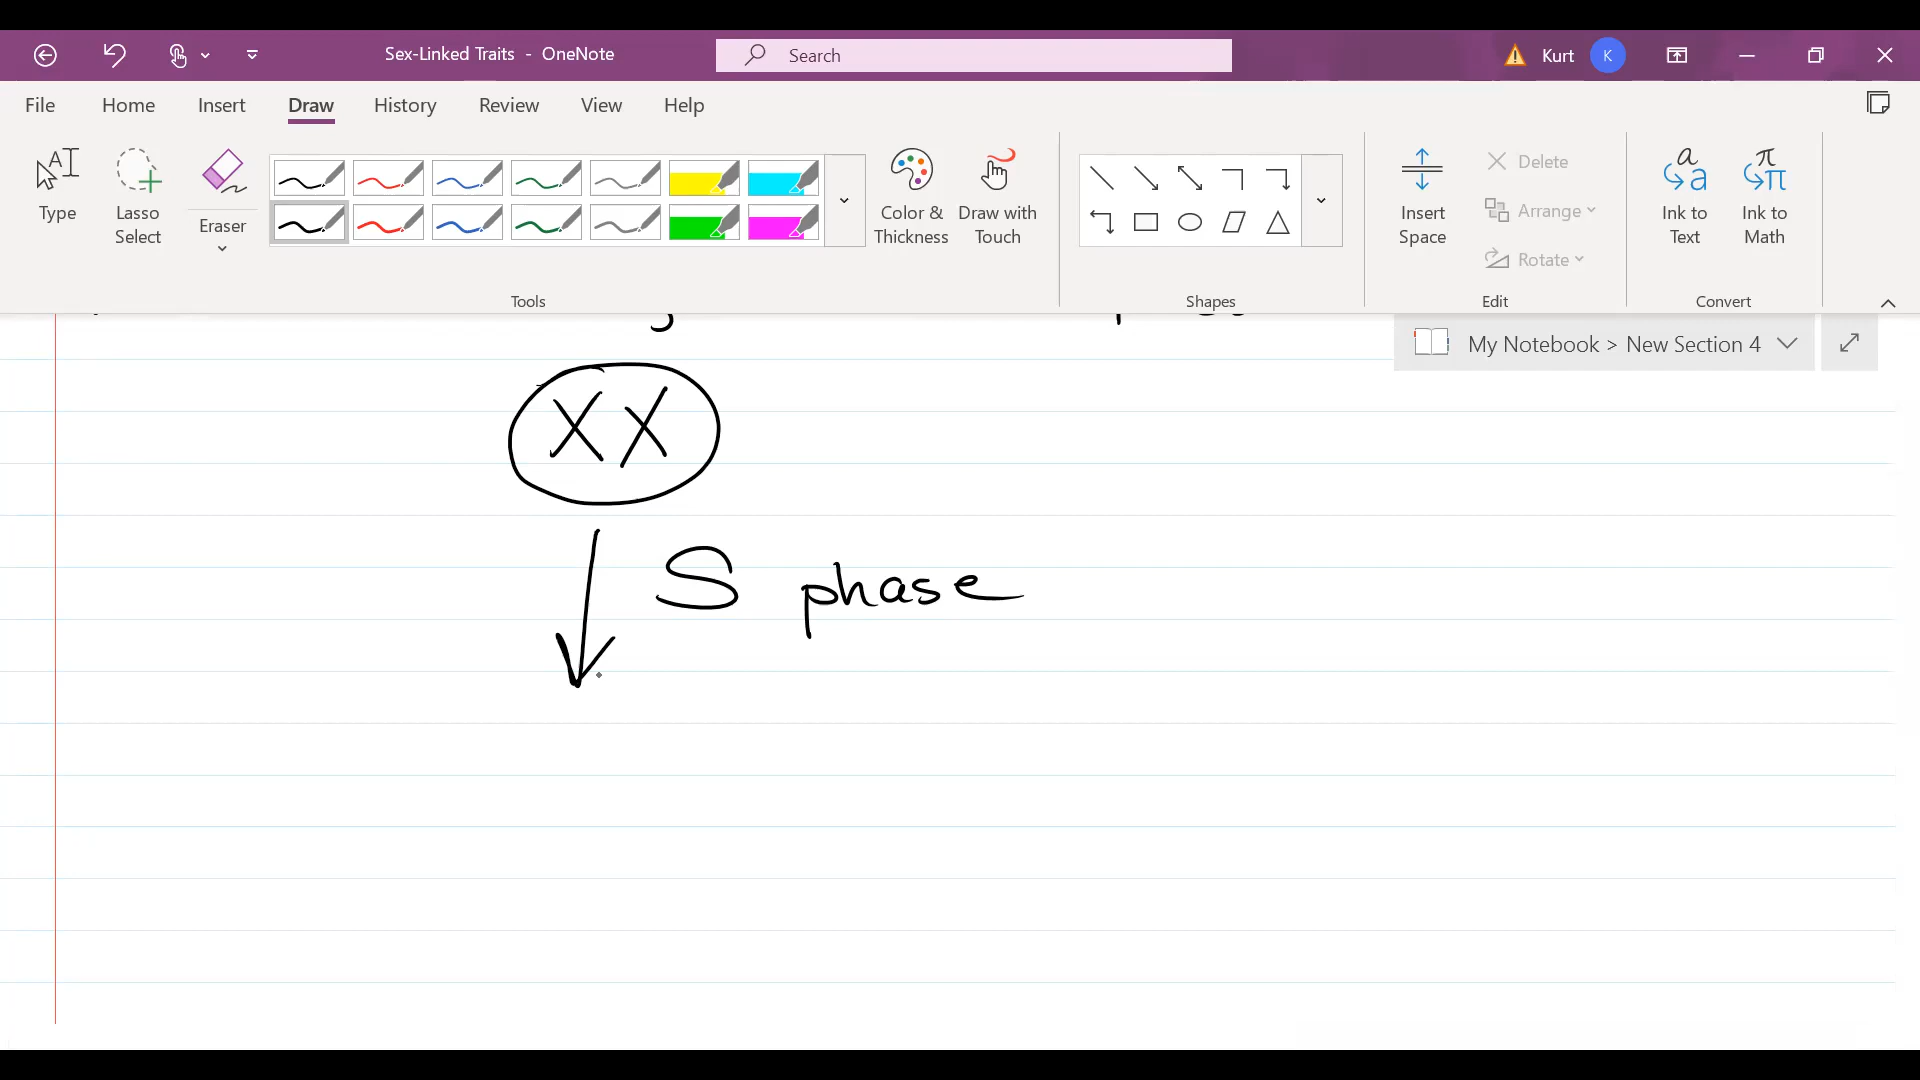 Sex-Linked Traits - OneNote
Search
Kurt
K
File Home Insert Draw History Review View Help
Type
Lasso Select
Eraser
Color & Thickness
Draw with Touch
Insert Space
Delete
Arrange
Rotate
Ink to Text
Ink to Math
Tools
Shapes
Edit
Convert
My Notebook > New Section 4
XX
S phase